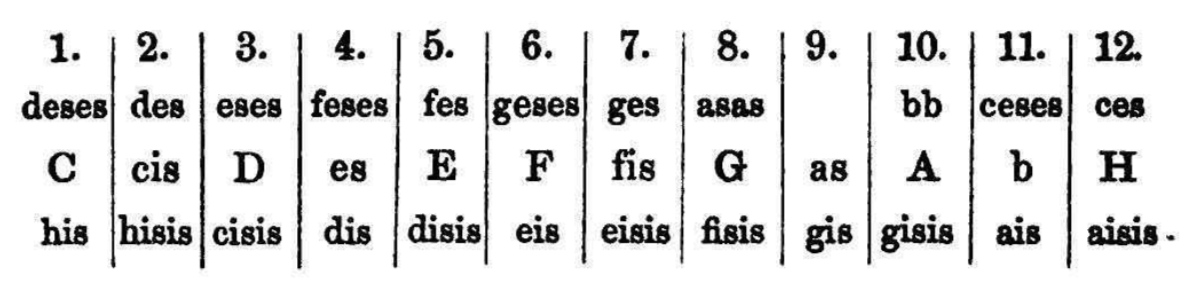 1. 2. 3. 4. 5. 6. 7. 8. 9. 10. 11. 12.
deses des eses feses fes geses ges asas bb ceses ces
C cis D es E F fis G as A b H
his hisis cisis dis disis eis eisis fisis gis gisis ais aisis.